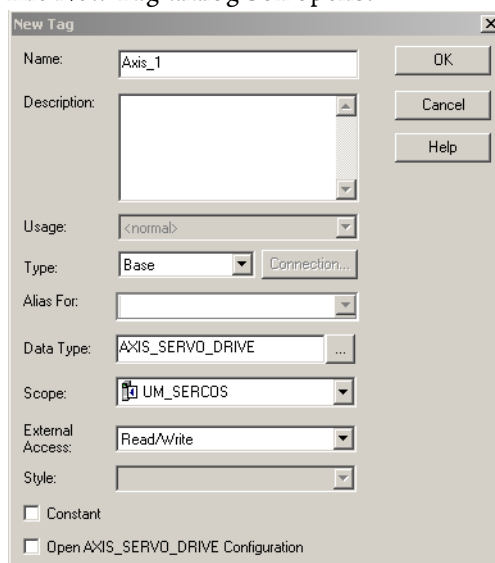 New Tag
Name: Axis_1 OK
Description: Cancel
Help
Usage: <normal>
Type: Base Connection...
Alias For:
Data Type: AXIS_SERVO_DRIVE ...
Scope: UM_SERCOS
External Access: Read/Write
Style:
Constant
Open AXIS_SERVO_DRIVE Configuration